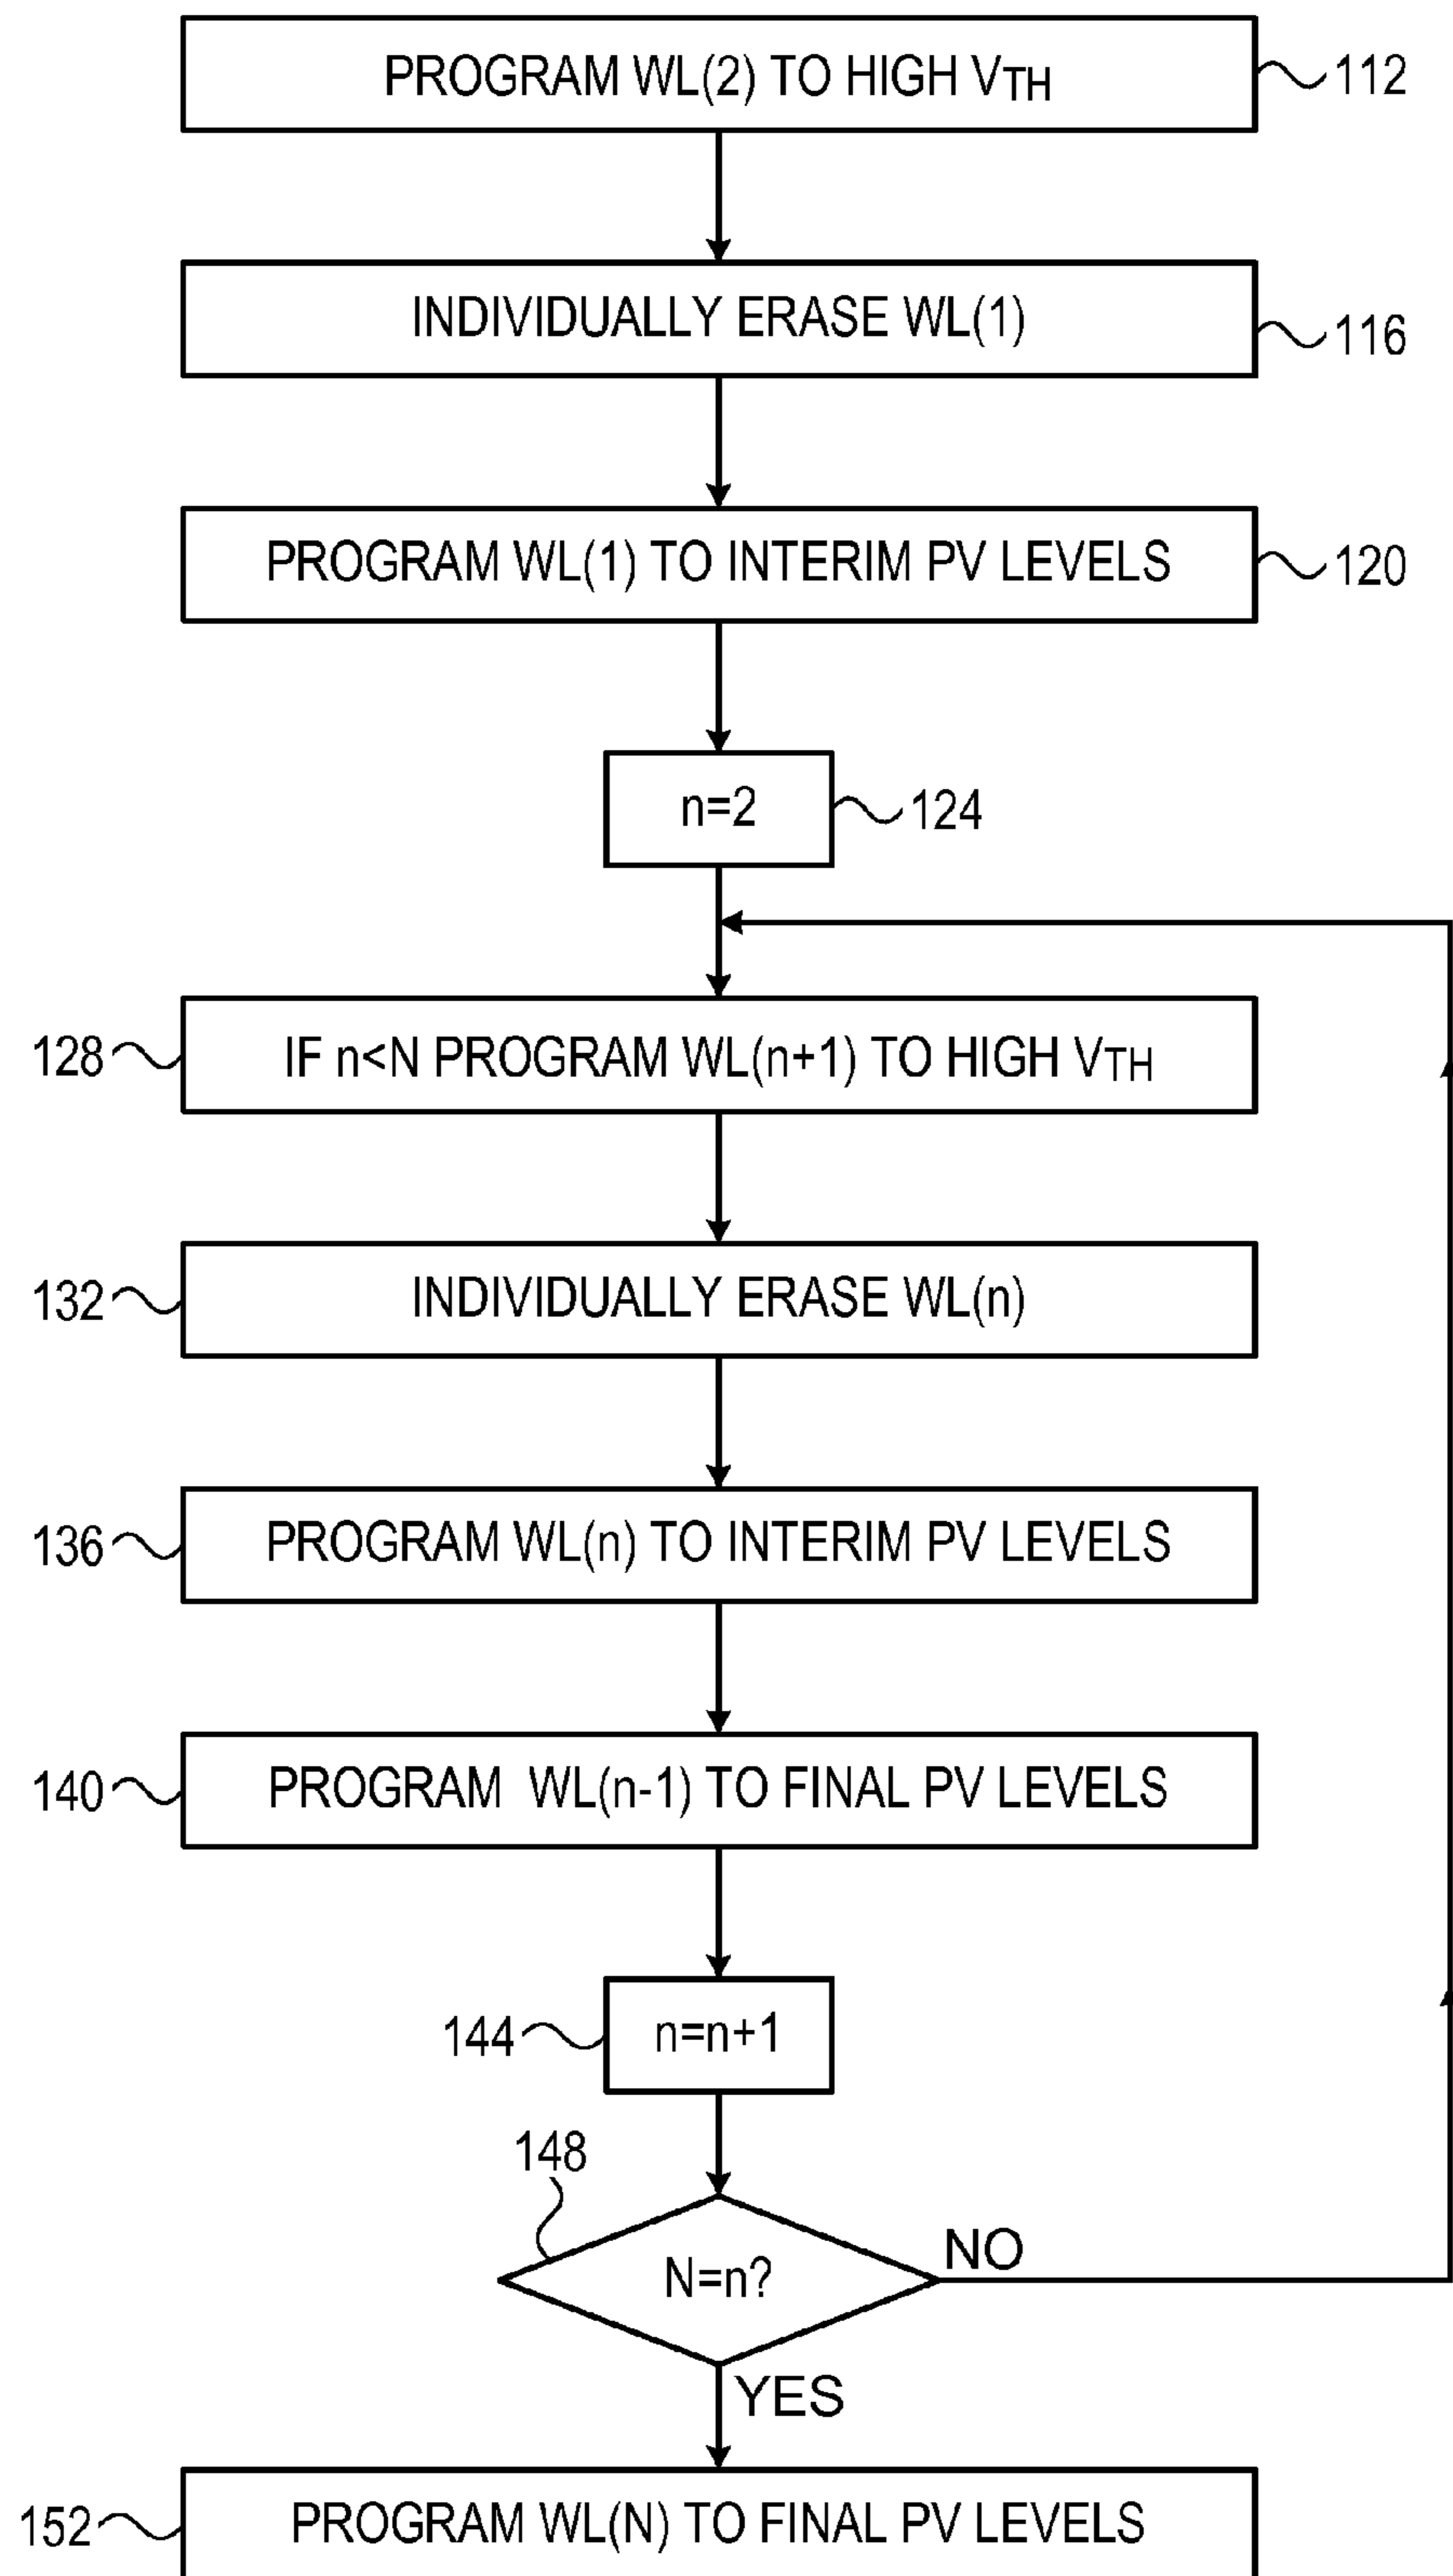 PROGRAM WL(2) TO HIGH VTH
112
INDIVIDUALLY ERASE WL(1)
116
PROGRAM WL(1) TO INTERIM PV LEVELS
120
n=2
124
128
IF n<N PROGRAM WL(n+1) TO HIGH VTH
132
INDIVIDUALLY ERASE WL(n)
136
PROGRAM WL(n) TO INTERIM PV LEVELS
140
PROGRAM WL(n-1) TO FINAL PV LEVELS
144
n=n+1
148
N=n?
NO
YES
152
PROGRAM WL(N) TO FINAL PV LEVELS